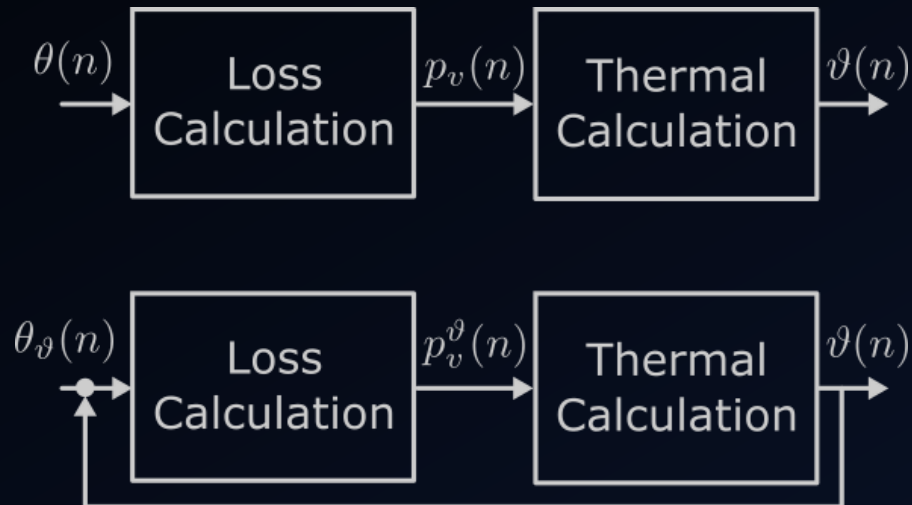 θ(n)
Loss
Calculation
p_v(n)
Thermal
Calculation
ϑ(n)
θ_ϑ(n)
Loss
Calculation
p_v^ϑ(n)
Thermal
Calculation
ϑ(n)